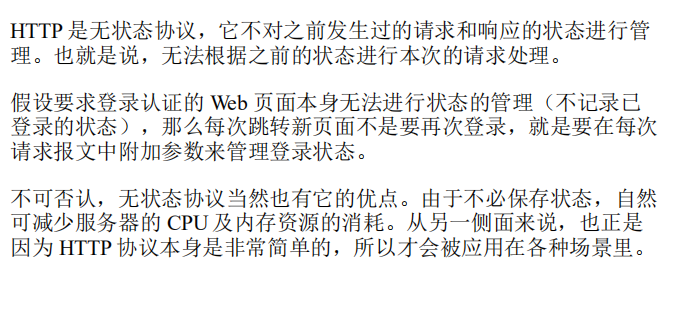 HTTP 是无状态协议，它不对之前发生过的请求和响应的状态进行管
理。也就是说，无法根据之前的状态进行本次的请求处理。
假设要求登录认证的 Web 页面本身无法进行状态的管理（不记录已
登录的状态），那么每次跳转新页面不是要再次登录，就是要在每次
请求报文中附加参数来管理登录状态。
不可否认，无状态协议当然也有它的优点。由于不必保存状态，自然
可减少服务器的 CPU 及内存资源的消耗。从另一侧面来说，也正是
因为 HTTP 协议本身是非常简单的，所以才会被应用在各种场景里。